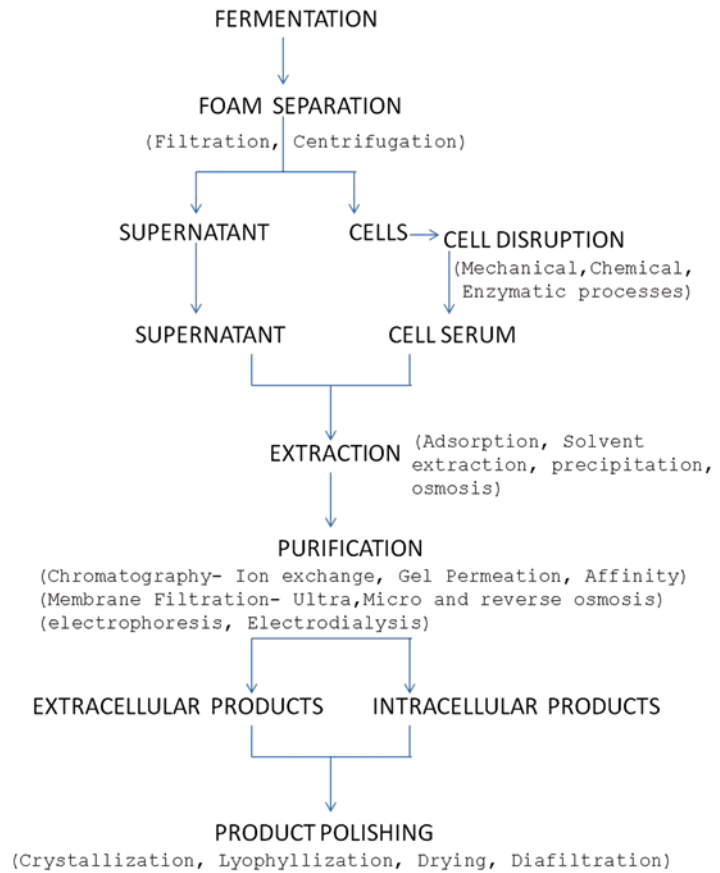 FERMENTATION
FOAM SEPARATION
(Filtration, Centrifugation)
SUPERNATANT
CELLS
CELL DISRUPTION
(Mechanical,Chemical,
Enzymatic processes)
SUPERNATANT
CELL SERUM
EXTRACTION
(Adsorption, Solvent
extraction, precipitation,
osmosis)
PURIFICATION
(Chromatography- Ion exchange, Gel Permeation, Affinity)
(Membrane Filtration- Ultra,Micro and reverse osmosis)
(electrophoresis, Electrodialysis)
EXTRACELLULAR PRODUCTS
INTRACELLULAR PRODUCTS
PRODUCT POLISHING
(Crystallization, Lyophyllization, Drying, Diafiltration)